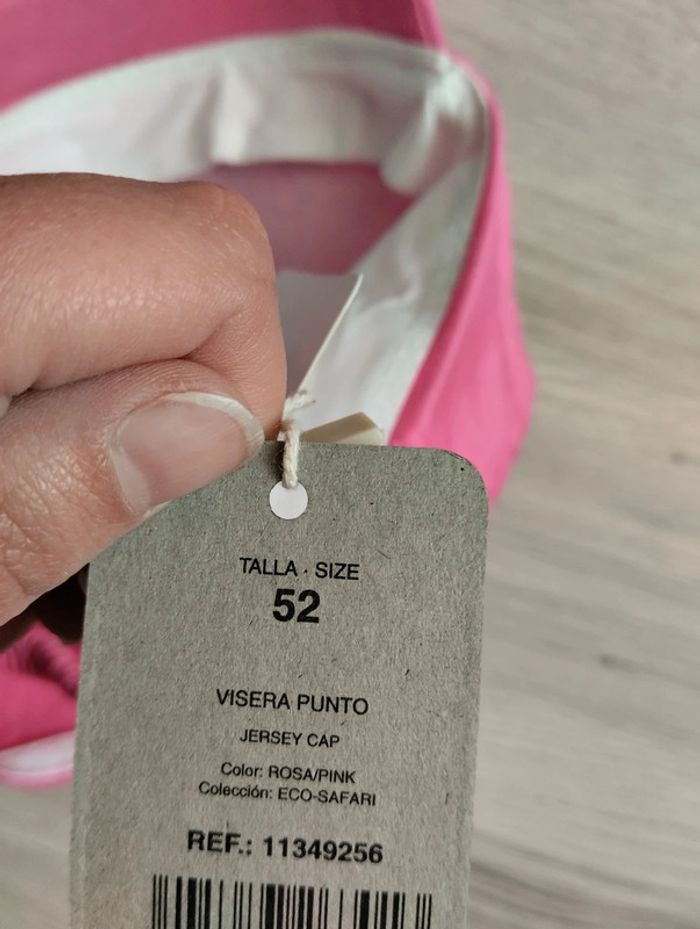 TALLA · SIZE
52
VISERA PUNTO
JERSEY CAP
Color: ROSA/PINK
Colección: ECO-SAFARI
REF.: 11349256